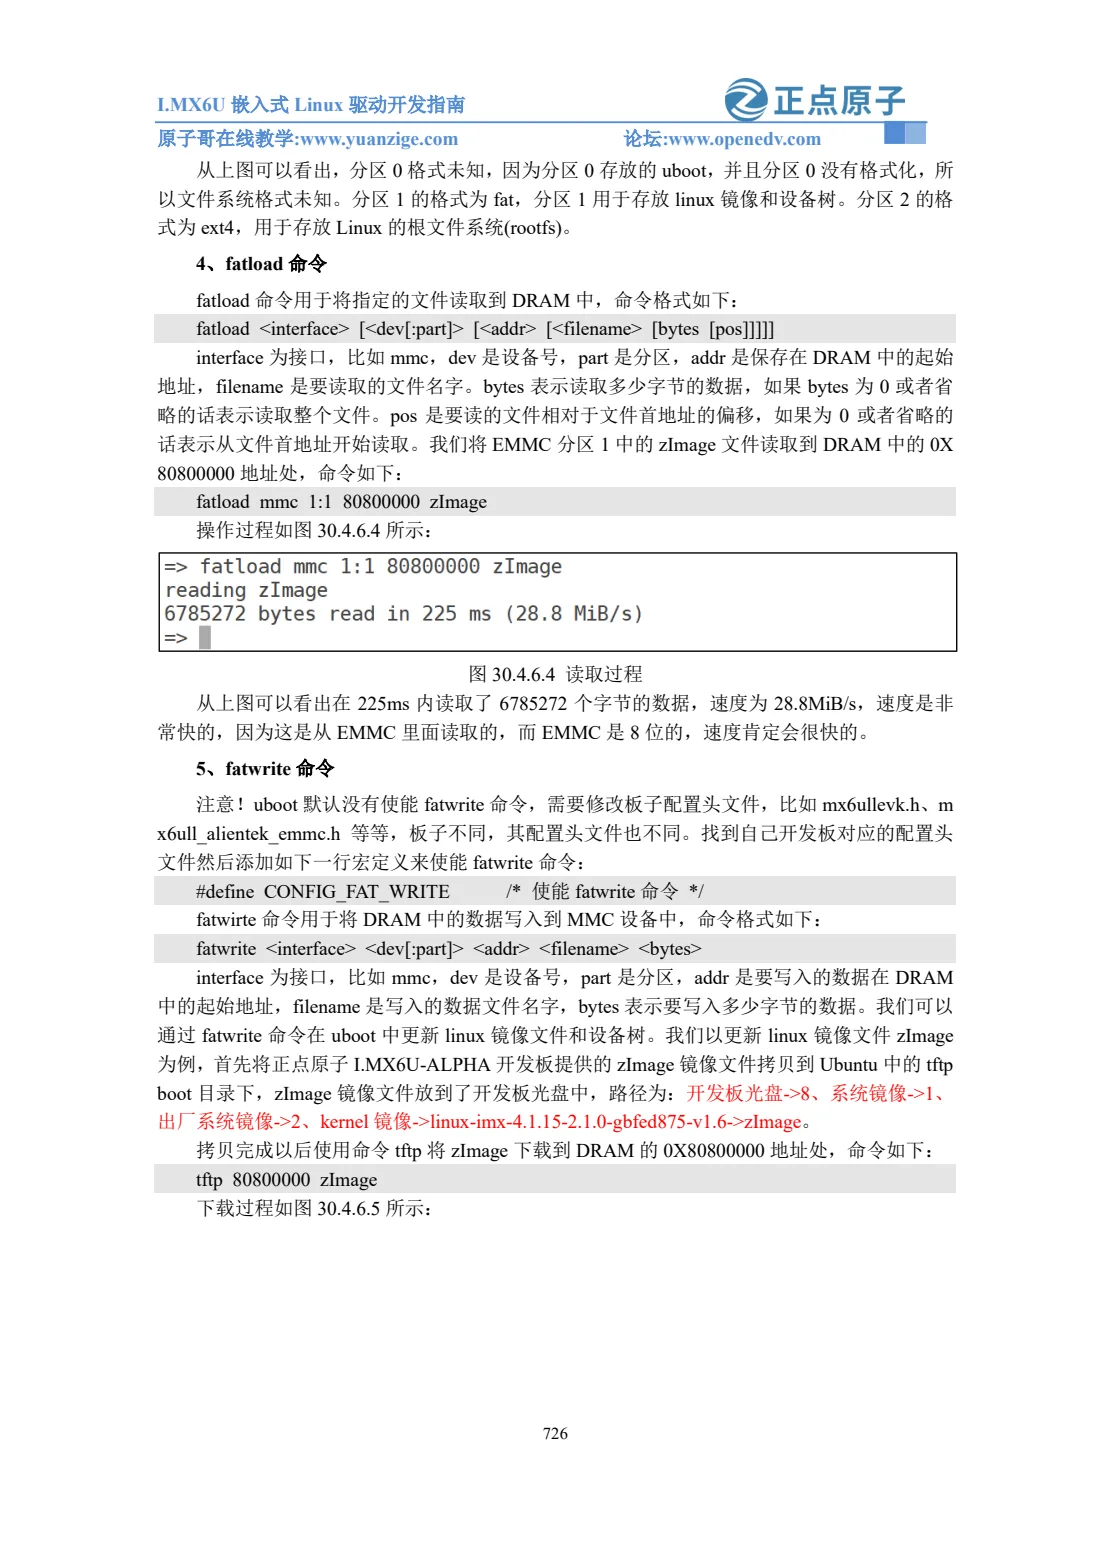 I.MX6U 嵌入式 Linux 驱动开发指南
正点原子
原子哥在线教学:www.yuanzige.com 论坛:www.openedv.com
从上图可以看出，分区 0 格式未知，因为分区 0 存放的 uboot，并且分区 0 没有格式化，所
以文件系统格式未知。分区 1 的格式为 fat，分区 1 用于存放 linux 镜像和设备树。分区 2 的格
式为 ext4，用于存放 Linux 的根文件系统(rootfs)。
4、fatload 命令
fatload 命令用于将指定的文件读取到 DRAM 中，命令格式如下：
fatload <interface> [<dev[:part]> [<addr> [<filename> [bytes [pos]]]]]
interface 为接口，比如 mmc，dev 是设备号，part 是分区，addr 是保存在 DRAM 中的起始
地址，filename 是要读取的文件名字。bytes 表示读取多少字节的数据，如果 bytes 为 0 或者省
略的话表示读取整个文件。pos 是要读的文件相对于文件首地址的偏移，如果为 0 或者省略的
话表示从文件首地址开始读取。我们将 EMMC 分区 1 中的 zImage 文件读取到 DRAM 中的 0X
80800000 地址处，命令如下：
fatload mmc 1:1 80800000 zImage
操作过程如图 30.4.6.4 所示：
=> fatload mmc 1:1 80800000 zImage
reading zImage
6785272 bytes read in 225 ms (28.8 MiB/s)
=>
图 30.4.6.4 读取过程
从上图可以看出在 225ms 内读取了 6785272 个字节的数据，速度为 28.8MiB/s，速度是非
常快的，因为这是从 EMMC 里面读取的，而 EMMC 是 8 位的，速度肯定会很快的。
5、fatwrite 命令
注意！uboot 默认没有使能 fatwrite 命令，需要修改板子配置头文件，比如 mx6ullevk.h、m
x6ull_alientek_emmc.h 等等，板子不同，其配置头文件也不同。找到自己开发板对应的配置头
文件然后添加如下一行宏定义来使能 fatwrite 命令：
#define CONFIG_FAT_WRITE /* 使能 fatwrite 命令 */
fatwirte 命令用于将 DRAM 中的数据写入到 MMC 设备中，命令格式如下：
fatwrite <interface> <dev[:part]> <addr> <filename> <bytes>
interface 为接口，比如 mmc，dev 是设备号，part 是分区，addr 是要写入的数据在 DRAM
中的起始地址，filename 是写入的数据文件名字，bytes 表示要写入多少字节的数据。我们可以
通过 fatwrite 命令在 uboot 中更新 linux 镜像文件和设备树。我们以更新 linux 镜像文件 zImage
为例，首先将正点原子 I.MX6U-ALPHA 开发板提供的 zImage 镜像文件拷贝到 Ubuntu 中的 tftp
boot 目录下，zImage 镜像文件放到了开发板光盘中，路径为：开发板光盘->8、系统镜像->1、
出厂系统镜像->2、kernel 镜像->linux-imx-4.1.15-2.1.0-gbfed875-v1.6->zImage。
拷贝完成以后使用命令 tftp 将 zImage 下载到 DRAM 的 0X80800000 地址处，命令如下：
tftp 80800000 zImage
下载过程如图 30.4.6.5 所示：
726